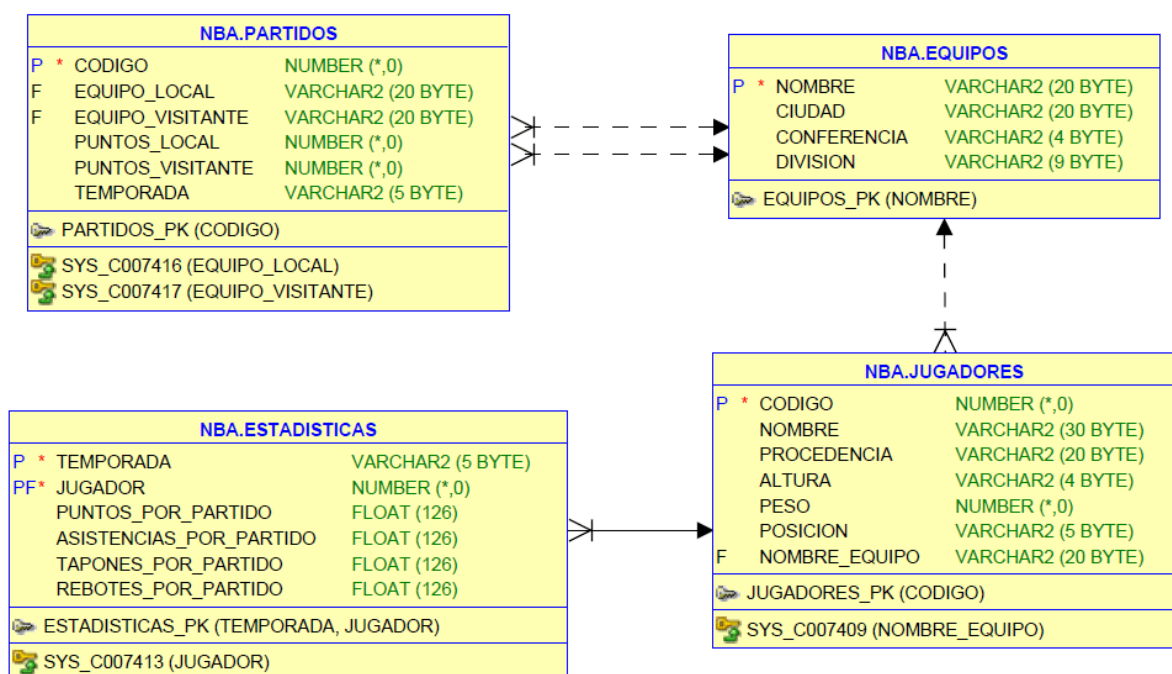 NBA.PARTIDOS
P * CODIGO NUMBER (*,0)
F EQUIPO_LOCAL VARCHAR2 (20 BYTE)
F EQUIPO_VISITANTE VARCHAR2 (20 BYTE)
PUNTOS_LOCAL NUMBER (*,0)
PUNTOS_VISITANTE NUMBER (*,0)
TEMPORADA VARCHAR2 (5 BYTE)
PARTIDOS_PK (CODIGO)
SYS_C007416 (EQUIPO_LOCAL)
SYS_C007417 (EQUIPO_VISITANTE)
NBA.EQUIPOS
P * NOMBRE VARCHAR2 (20 BYTE)
CIUDAD VARCHAR2 (20 BYTE)
CONFERENCIA VARCHAR2 (4 BYTE)
DIVISION VARCHAR2 (9 BYTE)
EQUIPOS_PK (NOMBRE)
NBA.ESTADISTICAS
P * TEMPORADA VARCHAR2 (5 BYTE)
PF* JUGADOR NUMBER (*,0)
PUNTOS_POR_PARTIDO FLOAT (126)
ASISTENCIAS_POR_PARTIDO FLOAT (126)
TAPONES_POR_PARTIDO FLOAT (126)
REBOTES_POR_PARTIDO FLOAT (126)
ESTADISTICAS_PK (TEMPORADA, JUGADOR)
SYS_C007413 (JUGADOR)
NBA.JUGADORES
P * CODIGO NUMBER (*,0)
NOMBRE VARCHAR2 (30 BYTE)
PROCEDENCIA VARCHAR2 (20 BYTE)
ALTURA VARCHAR2 (4 BYTE)
PESO NUMBER (*,0)
POSICION VARCHAR2 (5 BYTE)
F NOMBRE_EQUIPO VARCHAR2 (20 BYTE)
JUGADORES_PK (CODIGO)
SYS_C007409 (NOMBRE_EQUIPO)